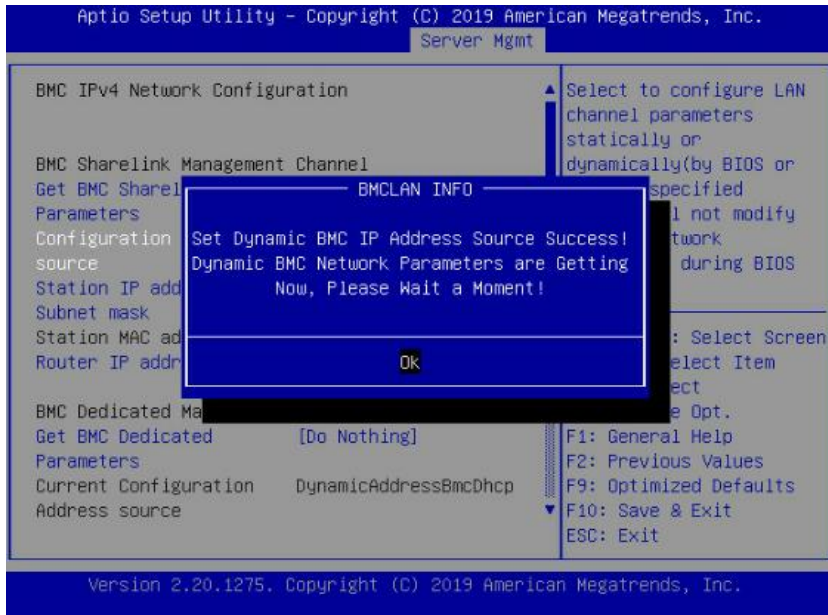 Aptio Setup Utility – Copyright (C) 2019 American Megatrends, Inc.
Server Mgmt
BMC IPv4 Network Configuration
BMC Sharelink Management Channel
Get BMC Sharel
Parameters
Configuration
source
Station IP add
Subnet mask
Station MAC ad
Router IP addr
BMC Dedicated Ma
Get BMC Dedicated [Do Nothing]
Parameters
Current Configuration DynamicAddressBmcDhcp
Address source
BMCLAN INFO
Set Dynamic BMC IP Address Source Success!
Dynamic BMC Network Parameters are Getting
Now, Please Wait a Moment!
Ok
Select to configure LAN
channel parameters
statically or
dynamically(by BIOS or
specified
l not modify
twork
during BIOS
: Select Screen
elect Item
ect
e Opt.
F1: General Help
F2: Previous Values
F9: Optimized Defaults
F10: Save & Exit
ESC: Exit
Version 2.20.1275. Copyright (C) 2019 American Megatrends, Inc.